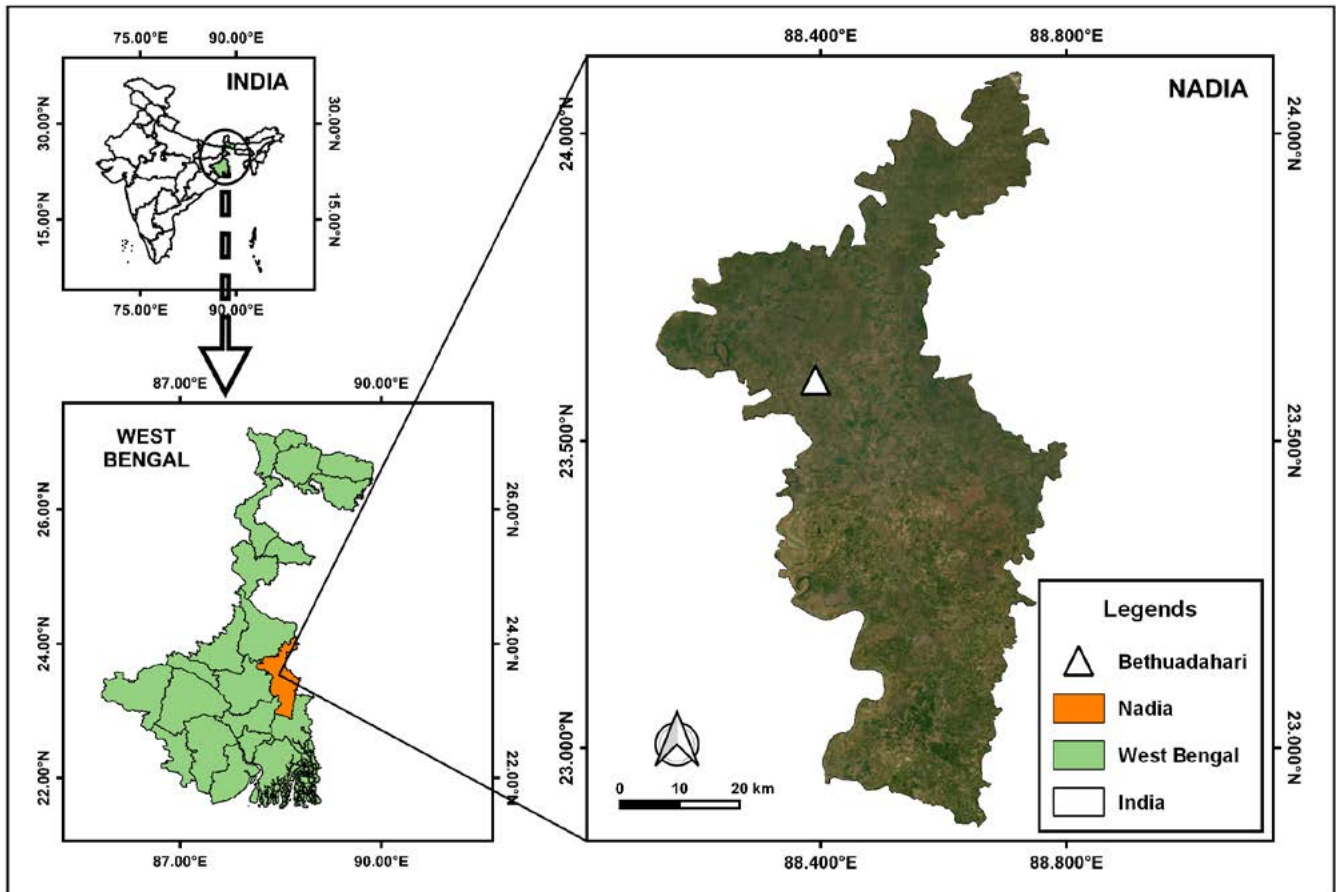 75.00°E 90.00°E
INDIA
30.00°N 30.00°N
15.00°N 15.00°N
75.00°E 90.00°E
87.00°E 90.00°E
WEST
BENGAL
26.00°N 26.00°N
24.00°N 24.00°N
22.00°N 22.00°N
87.00°E 90.00°E
88.400°E 88.800°E
NADIA
24.000°N 24.000°N
23.500°N 23.500°N
23.000°N 23.000°N
0 10 20 km
88.400°E 88.800°E
Legends
Bethuadahari
Nadia
West Bengal
India